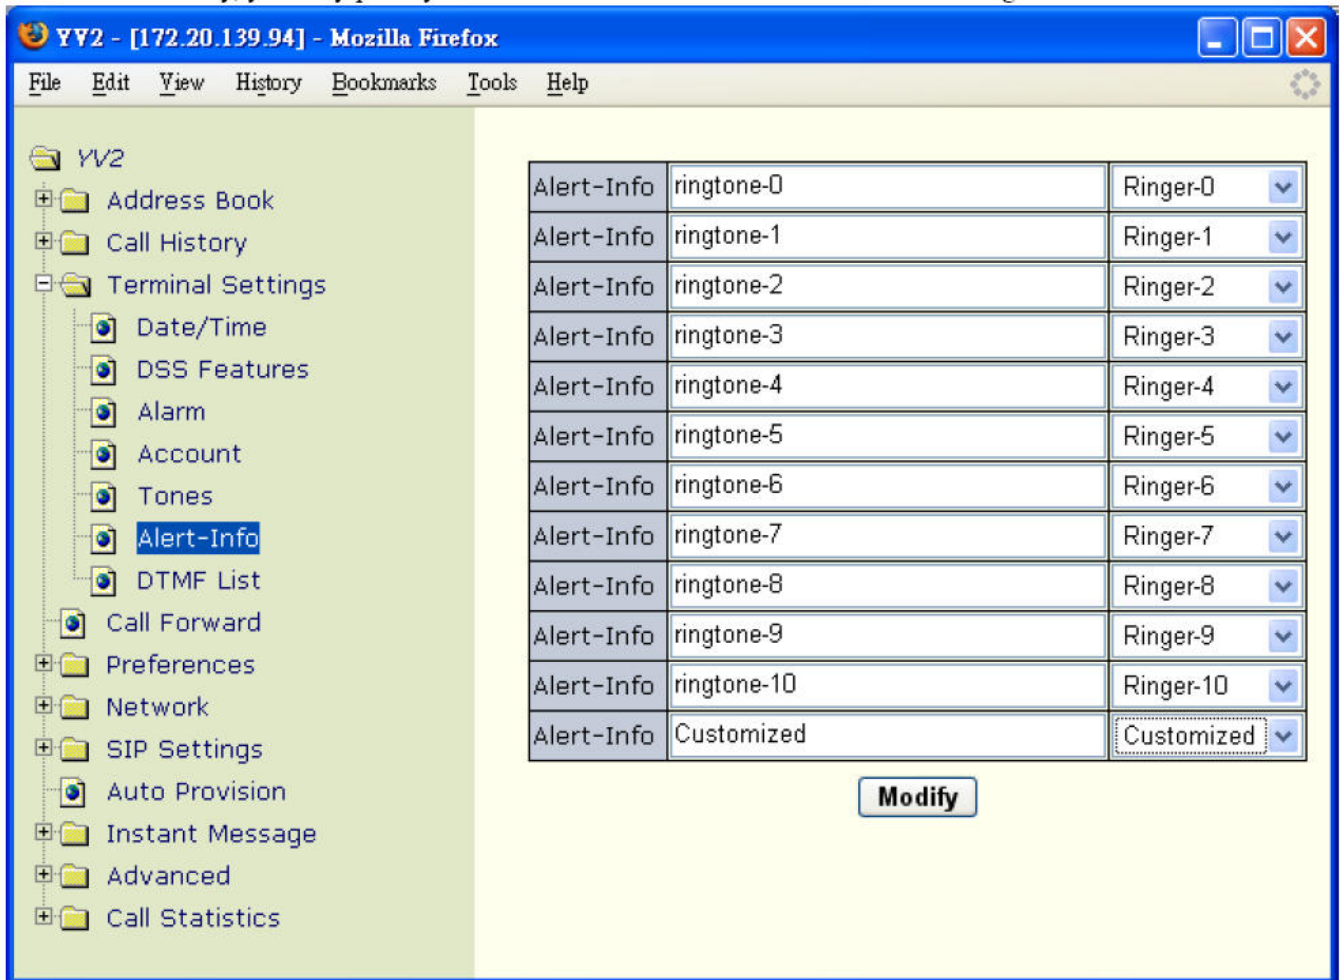 YV2 - [172.20.139.94] - Mozilla Firefox
File Edit View History Bookmarks Tools Help
YV2
Address Book
Call History
Terminal Settings
Date/Time
DSS Features
Alarm
Account
Tones
Alert-Info
DTMF List
Call Forward
Preferences
Network
SIP Settings
Auto Provision
Instant Message
Advanced
Call Statistics
Alert-Info ringtone-0 Ringer-0
Alert-Info ringtone-1 Ringer-1
Alert-Info ringtone-2 Ringer-2
Alert-Info ringtone-3 Ringer-3
Alert-Info ringtone-4 Ringer-4
Alert-Info ringtone-5 Ringer-5
Alert-Info ringtone-6 Ringer-6
Alert-Info ringtone-7 Ringer-7
Alert-Info ringtone-8 Ringer-8
Alert-Info ringtone-9 Ringer-9
Alert-Info ringtone-10 Ringer-10
Alert-Info Customized Customized
Modify